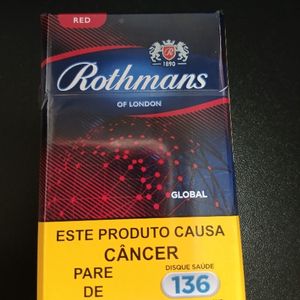 RED
1890
Rothmans
OF LONDON
GLOBAL
ESTE PRODUTO CAUSA
CÂNCER
PARE DE
DISQUE SAÚDE
136